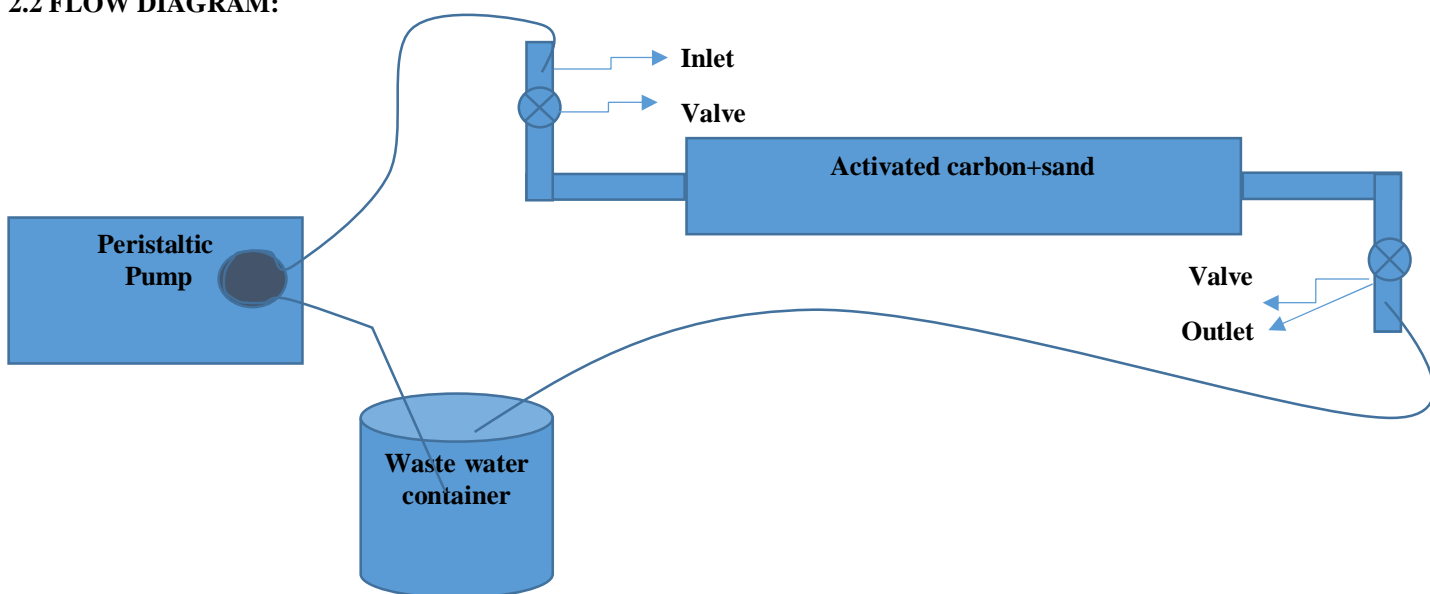 2.2 FLOW DIAGRAM:
Inlet
Valve
Activated carbon+sand
Peristaltic
Pump
Valve
Outlet
Waste water
container